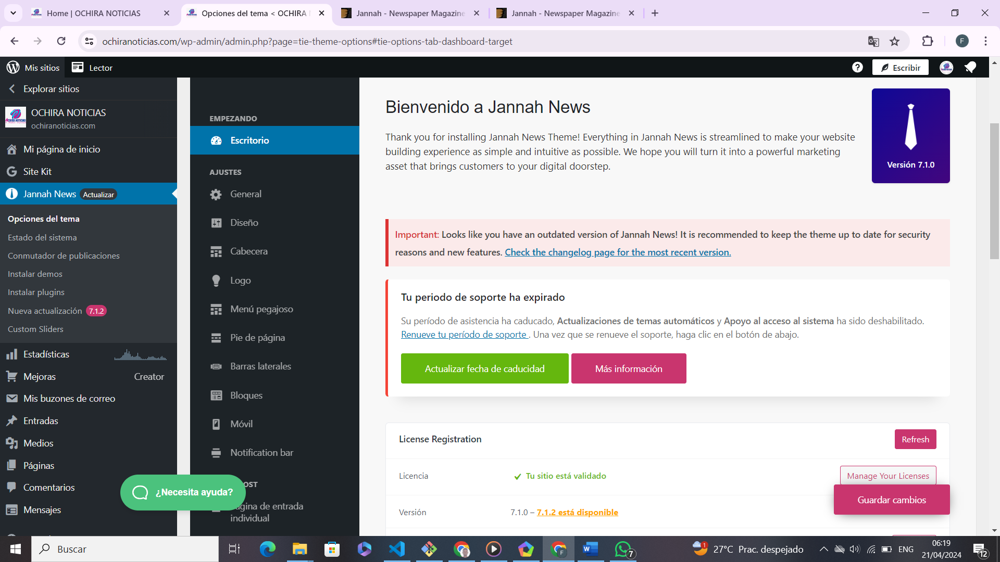 Home | OCHIRA NOTICIAS
Opciones del tema < OCHIRA
Jannah - Newspaper Magazine
Jannah - Newspaper Magazine
ochiranoticias.com/wp-admin/admin.php?page=tie-theme-options#tie-options-tab-dashboard-target
F
Mis sitios
Lector
Escribir
Explorar sitios
OCHIRA NOTICIAS
ochiranoticias.com
Mi página de inicio
Site Kit
Jannah News Actualizar
Opciones del tema
Estado del sistema
Conmutador de publicaciones
Instalar demos
Instalar plugins
Nueva actualización 7.1.2
Custom Sliders
Estadísticas
Mejoras Creator
Mis buzones de correo
Entradas
Medios
Páginas
Comentarios
Mensajes
¿Necesita ayuda?
EMPEZANDO
Escritorio
AJUSTES
General
Diseño
Cabecera
Logo
Menú pegajoso
Pie de página
Barras laterales
Bloques
Móvil
Notification bar
OST
ágina de entrada
individual
Bienvenido a Jannah News
Thank you for installing Jannah News Theme! Everything in Jannah News is streamlined to make your website
building experience as simple and intuitive as possible. We hope you will turn it into a powerful marketing
asset that brings customers to your digital doorstep.
Versión 7.1.0
Important: Looks like you have an outdated version of Jannah News! It is recommended to keep the theme up to date for security
reasons and new features. Check the changelog page for the most recent version.
Tu periodo de soporte ha expirado
Su período de asistencia ha caducado, Actualizaciones de temas automáticos y Apoyo al acceso al sistema ha sido deshabilitado.
Renueve tu período de soporte . Una vez que se renueve el soporte, haga clic en el botón de abajo.
Actualizar fecha de caducidad
Más información
License Registration
Refresh
Licencia
Tu sitio está validado
Manage Your Licenses
Guardar cambios
Versión
7.1.0 – 7.1.2 está disponible
Buscar
7
1
27°C Prac. despejado
ENG
06:19
21/04/2024
12